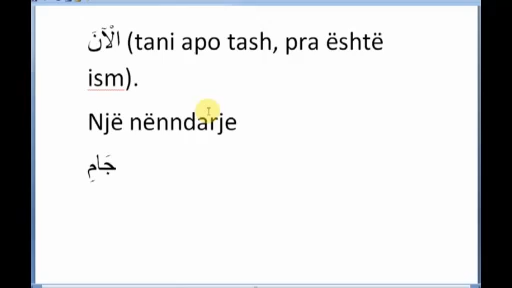 الْآنَ (tani apo tash, pra është
ism).
Një nënndarje
جَامِ